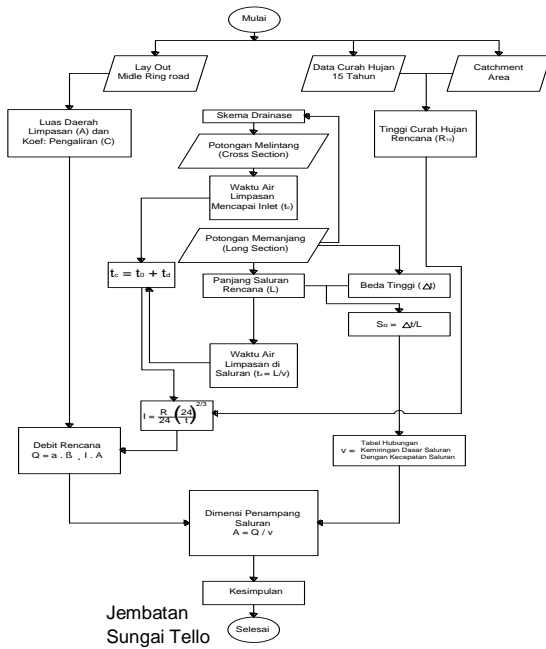 Mulai
Lay Out
Midle Ring road
Data Curah Hujan
15 Tahun
Catchment
Area
Luas Daerah
Limpasan (A) dan
Koef: Pengaliran (C)
Skema Drainase
Tinggi Curah Hujan
Rencana (R₁₀)
Potongan Melintang
(Cross Section)
Waktu Air
Limpasan
Mencapai Inlet (t₀)
Potongan Memanjang
(Long Section)
tc = t₀ + td
Panjang Saluran
Rencana (L)
Beda Tinggi (Δt)
S₀ = Δt/L
Waktu Air
Limpasan di
Saluran (td = L/v)
I = R/24 (24/t)^2/3
Debit Rencana
Q = a . ß . I . A
v = Tabel Hubungan
Kemiringan Dasar Saluran
Dengan Kecepatan Saluran
Dimensi Penampang
Saluran
A = Q / v
Kesimpulan
Selesai
Jembatan
Sungai Tello